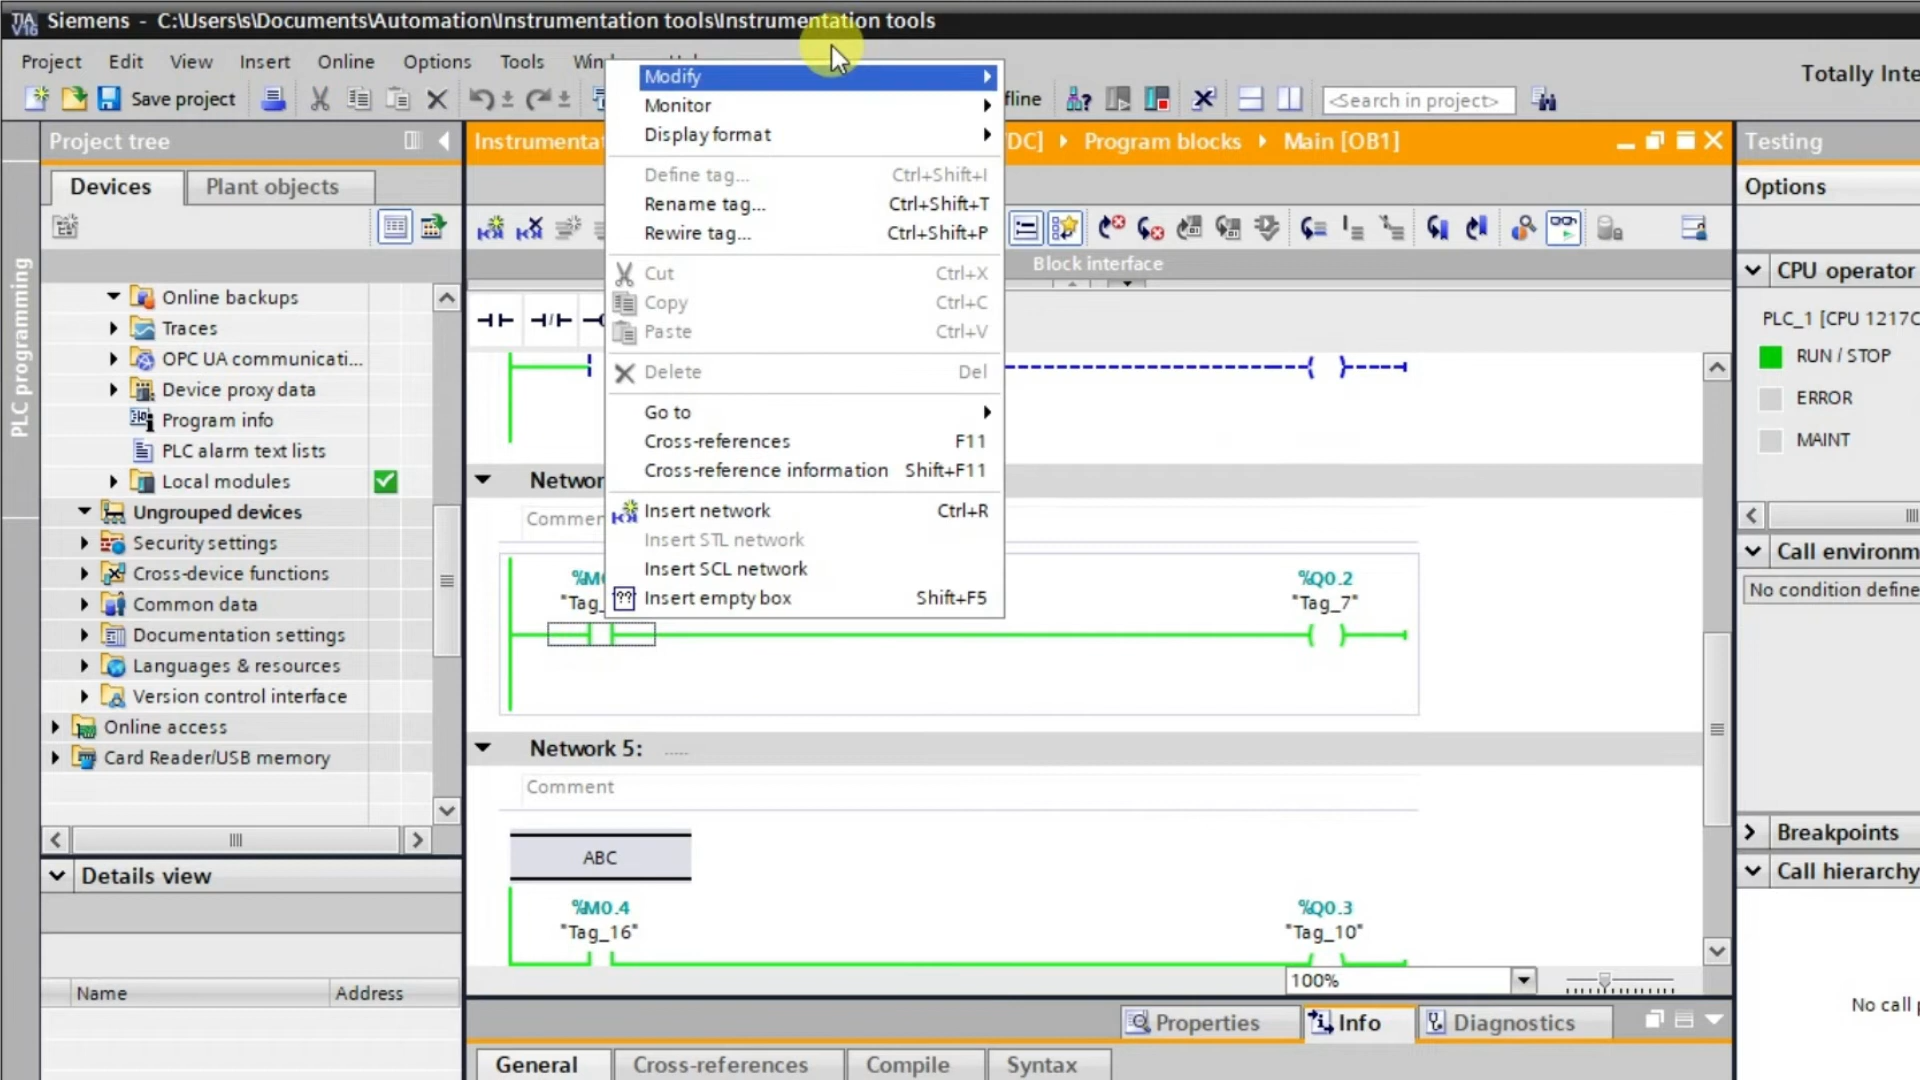 TIA V16 Siemens - C:\Users\s\Documents\Automation\Instrumentation tools\Instrumentation tools
Project Edit View Insert Online Options Tools
Totally Inte
Save project
<Search in project>
Project tree
DC] Program blocks Main [OB1]
Testing
Devices Plant objects
Options
Block interface
PLC programming
Online backups
Traces
OPC UA communicati...
Device proxy data
Program info
PLC alarm text lists
Local modules
Ungrouped devices
Security settings
Cross-device functions
Common data
Documentation settings
Languages & resources
Version control interface
Online access
Card Reader/USB memory
Details view
Name Address
Modify
Monitor
Display format
Define tag... Ctrl+Shift+I
Rename tag... Ctrl+Shift+T
Rewire tag... Ctrl+Shift+P
Cut Ctrl+X
Copy Ctrl+C
Paste Ctrl+V
Delete Del
Go to
Cross-references F11
Cross-reference information Shift+F11
Insert network Ctrl+R
Insert STL network
Insert SCL network
Insert empty box Shift+F5
%Q0.2
"Tag_7"
Network 5: .....
Comment
ABC
%M0.4
"Tag_16"
%Q0.3
"Tag_10"
100%
Properties Info Diagnostics
General Cross-references Compile Syntax
CPU operator
PLC_1 [CPU 1217C
RUN / STOP
ERROR
MAINT
Call environm
No condition define
Breakpoints
Call hierarchy
No call